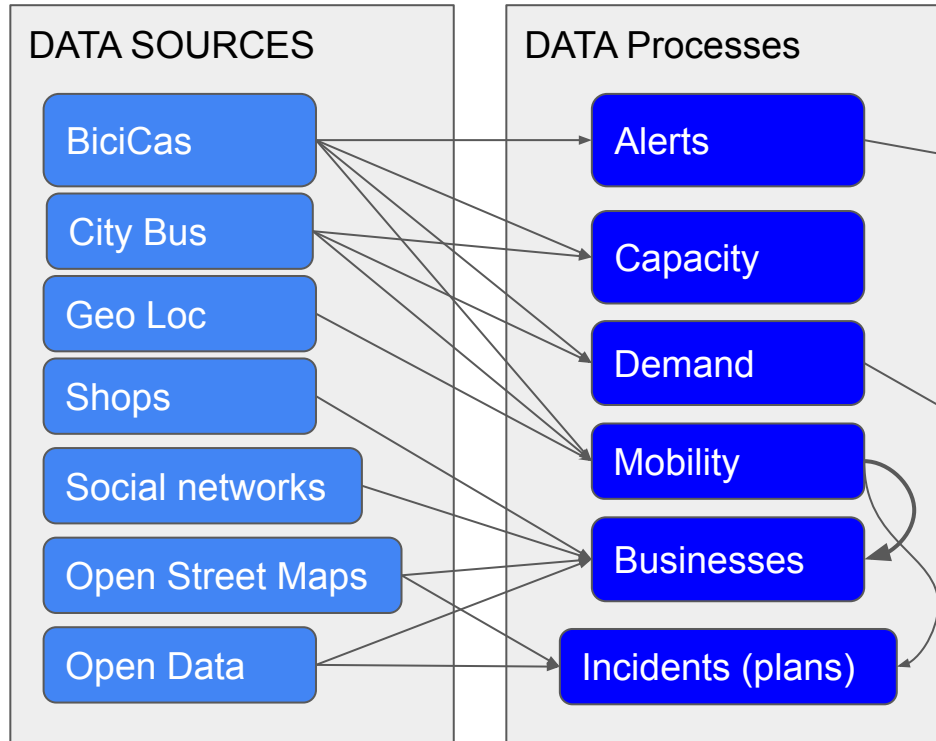 DATA SOURCES
BiciCas
City Bus
Geo Loc
Shops
Social networks
Open Street Maps
Open Data
DATA Processes
Alerts
Capacity
Demand
Mobility
Businesses
Incidents (plans)